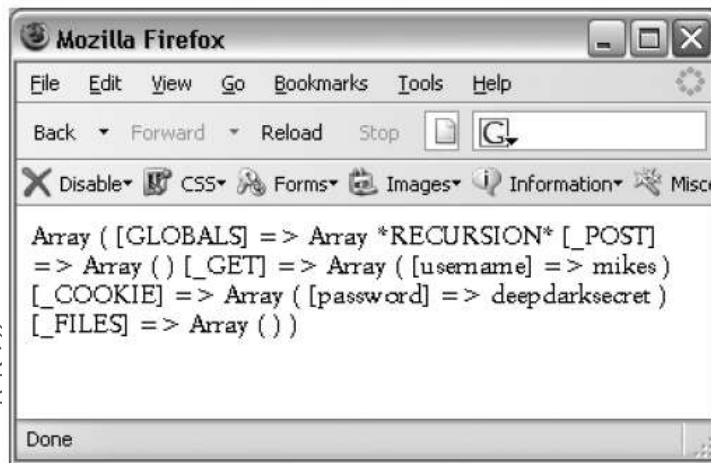 Mozilla Firefox
File Edit View Go Bookmarks Tools Help
Back Forward Reload Stop G
Disable CSS Forms Images Information Misc
Array ( [GLOBALS] => Array *RECURSION* [_POST]
=> Array ( ) [_GET] => Array ( [username] => mikes )
[_COOKIE] => Array ( [password] => deepdarksecret )
[_FILES] => Array ( ) )
Done